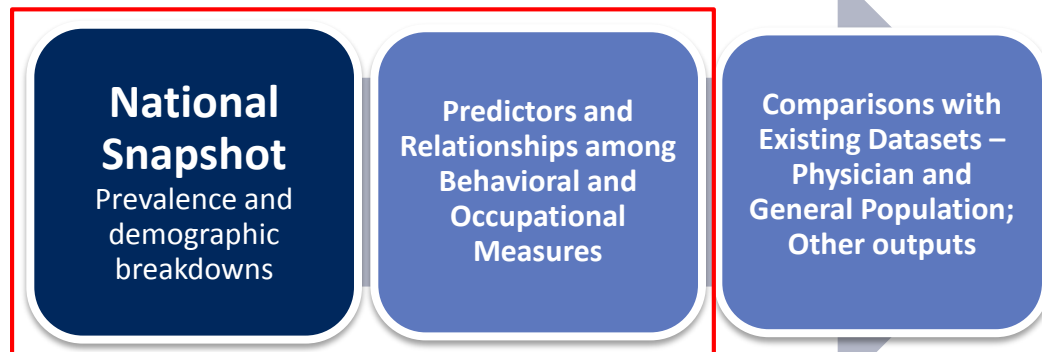 National
Snapshot
Prevalence and
demographic
breakdowns
Predictors and
Relationships among
Behavioral and
Occupational
Measures
Comparisons with
Existing Datasets –
Physician and
General Population;
Other outputs